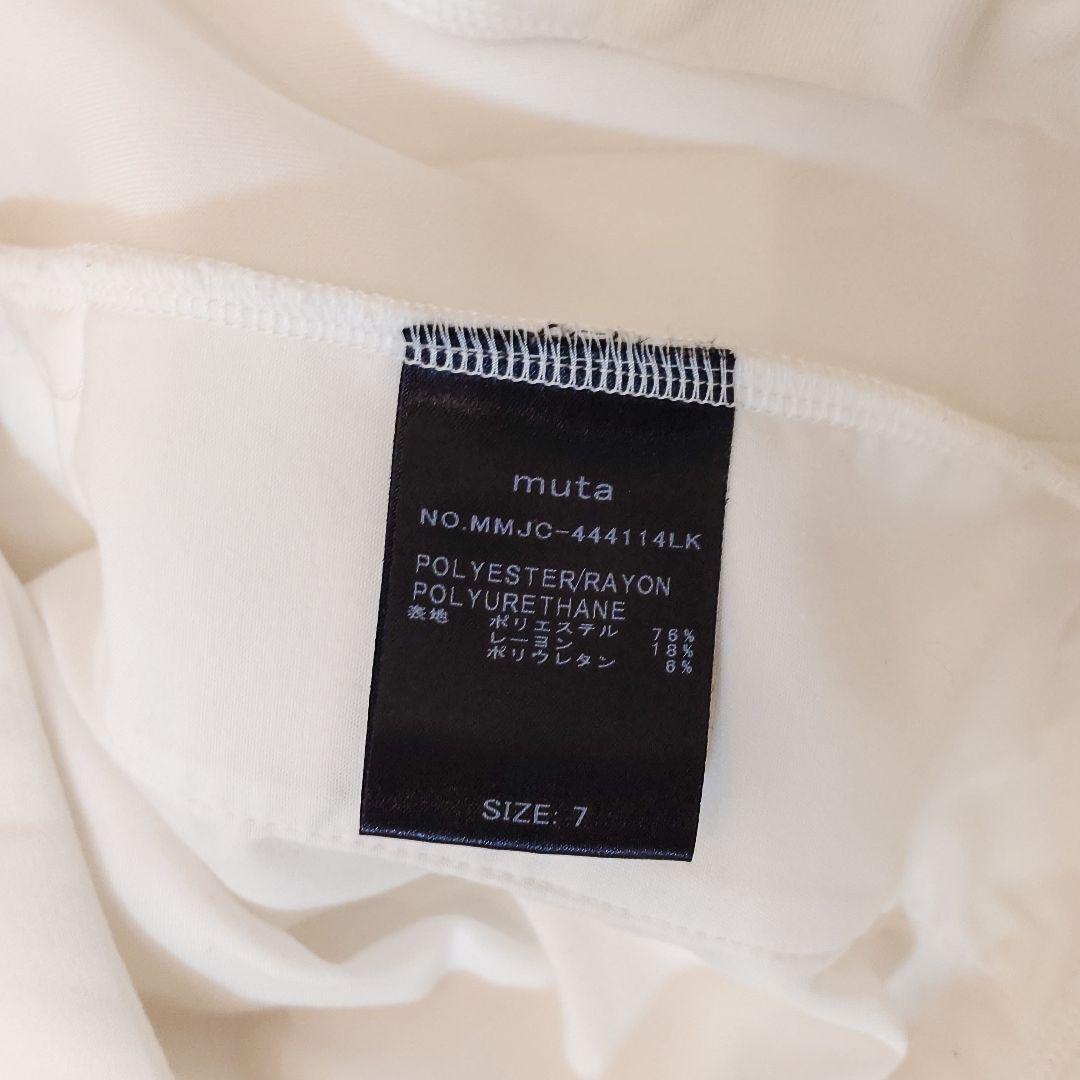 muta
NO.MMJC-444114LK
POLYESTER/RAYON
POLYURETHANE
表地 ポリエステル 76%
レーヨン 18%
ポリウレタン 6%
SIZE: 7